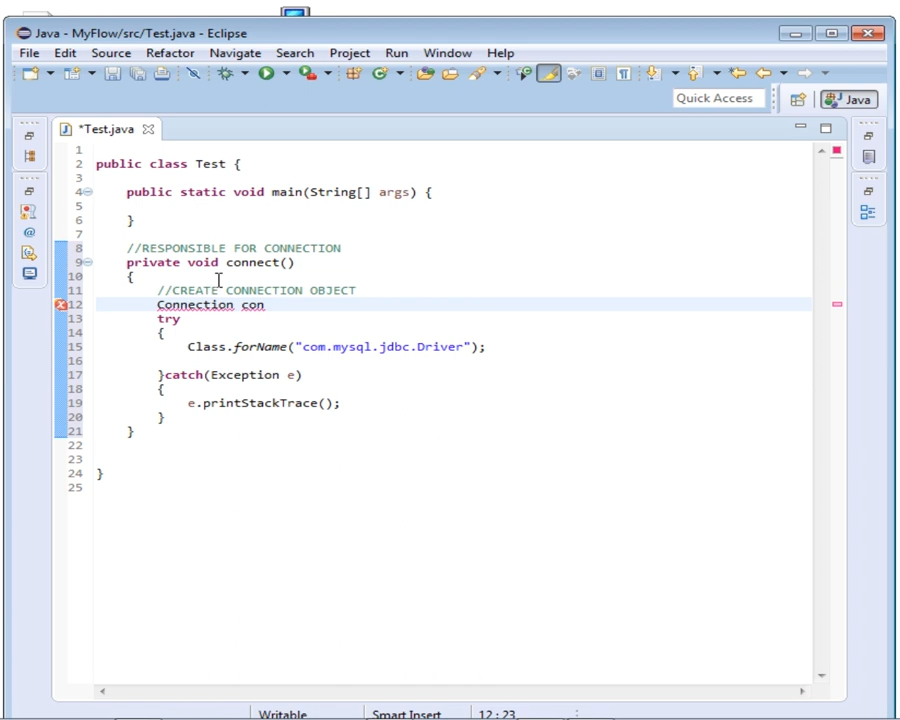 Java - MyFlow/src/Test.java - Eclipse
File Edit Source Refactor Navigate Search Project Run Window Help
Quick Access
Java
*Test.java
1
2 public class Test {
3
4 public static void main(String[] args) {
5
6 }
7
8 //RESPONSIBLE FOR CONNECTION
9 private void connect()
10 {
11 //CREATE CONNECTION OBJECT
12 Connection con
13 try
14 {
15 Class.forName("com.mysql.jdbc.Driver");
16
17 }catch(Exception e)
18 {
19 e.printStackTrace();
20 }
21 }
22
23
24 }
25
Writable Smart Insert 12:23